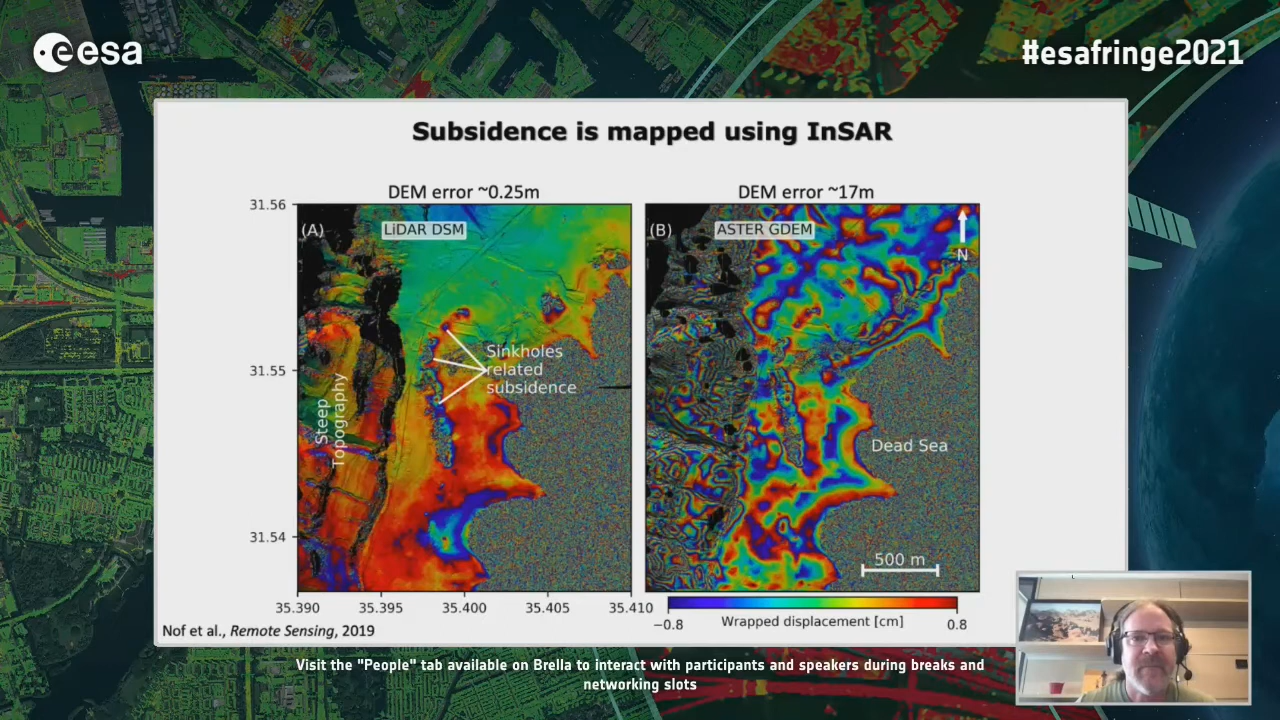 esa
#esafringe2021
Subsidence is mapped using InSAR
DEM error ~0.25m
DEM error ~17m
31.56
31.55
31.54
(A)
LiDAR DSM
Sinkholes
related
subsidence
Steep
Topography
(B)
ASTER GDEM
N
Dead Sea
500 m
35.390
35.395
35.400
35.405
35.410
−0.8
Wrapped displacement [cm]
0.8
Nof et al., Remote Sensing, 2019
Visit the "People" tab available on Brella to interact with participants and speakers during breaks and
networking slots